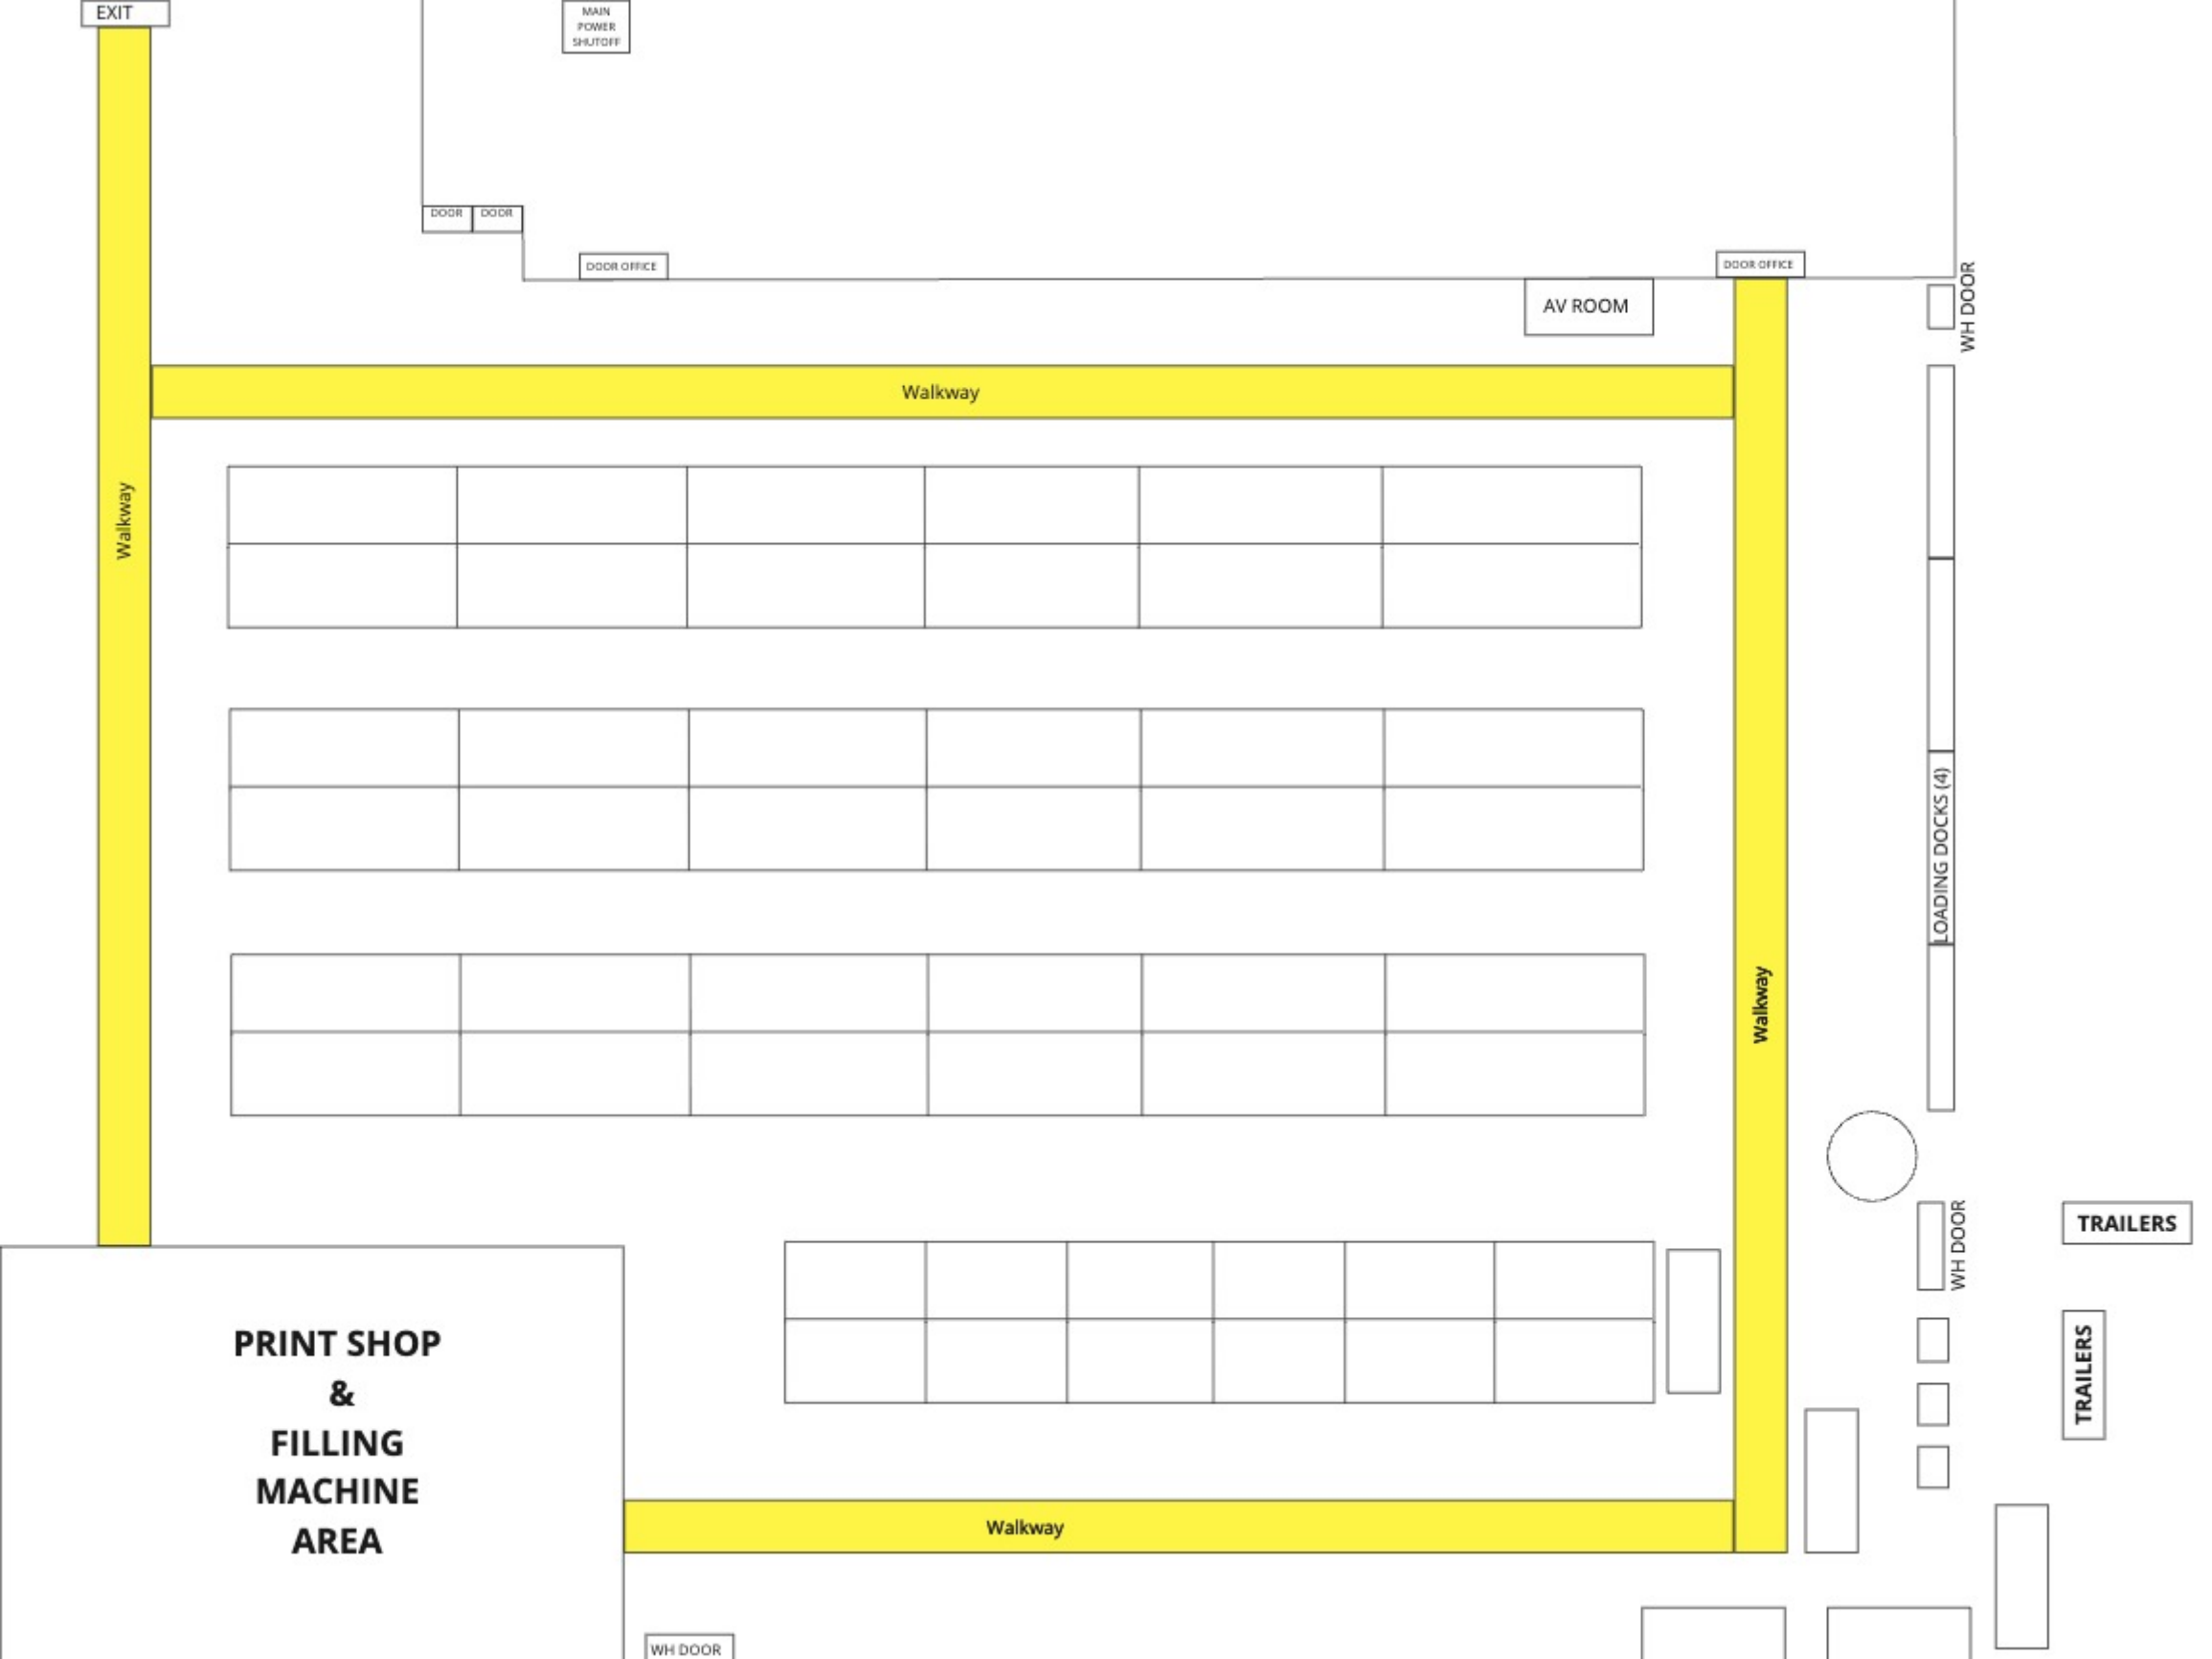 EXIT
MAIN
POWER
SHUTOFF
DOOR
DOOR
DOOR OFFICE
DOOR OFFICE
AV ROOM
WH DOOR
Walkway
Walkway
LOADING DOCKS (4)
Walkway
WH DOOR
TRAILERS
TRAILERS
PRINT SHOP
&
FILLING
MACHINE
AREA
Walkway
WH DOOR